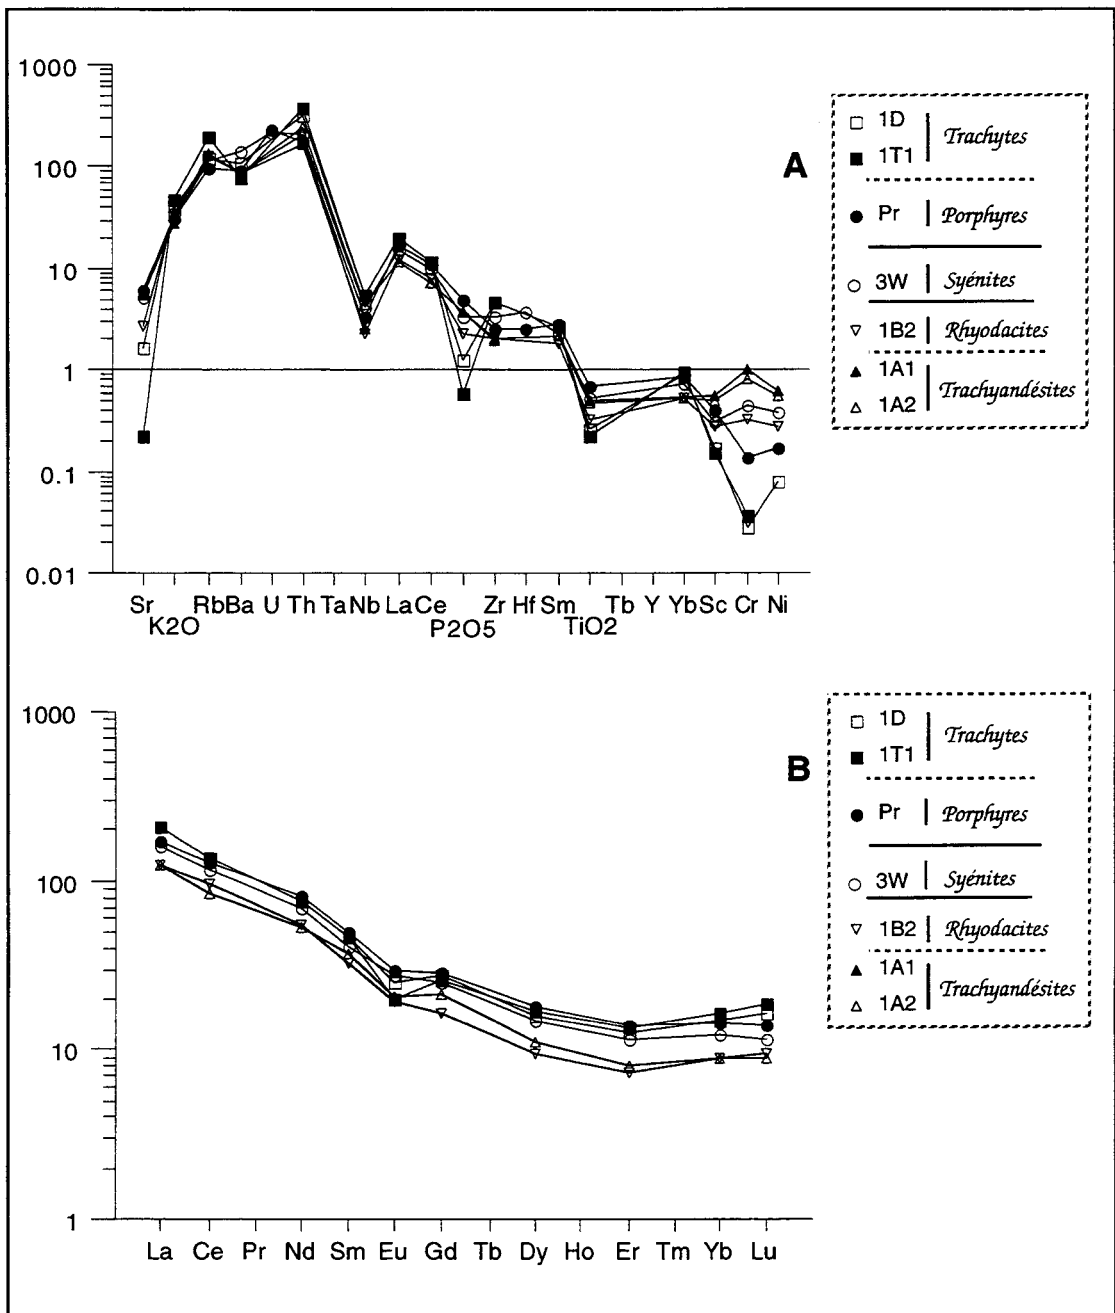 1000
100
10
1
0.1
0.01
Sr K2O Rb Ba U Th Ta Nb La Ce P2O5 Zr Hf Sm TiO2 Tb Y Yb Sc Cr Ni
A
1D
1T1
Trachytes
Pr Porphyres
3W Syénites
1B2 Rhyodacites
1A1
1A2
Trachyandésites
1000
100
10
1
La Ce Pr Nd Sm Eu Gd Tb Dy Ho Er Tm Yb Lu
B
1D
1T1
Trachytes
Pr Porphyres
3W Syénites
1B2 Rhyodacites
1A1
1A2
Trachyandésites